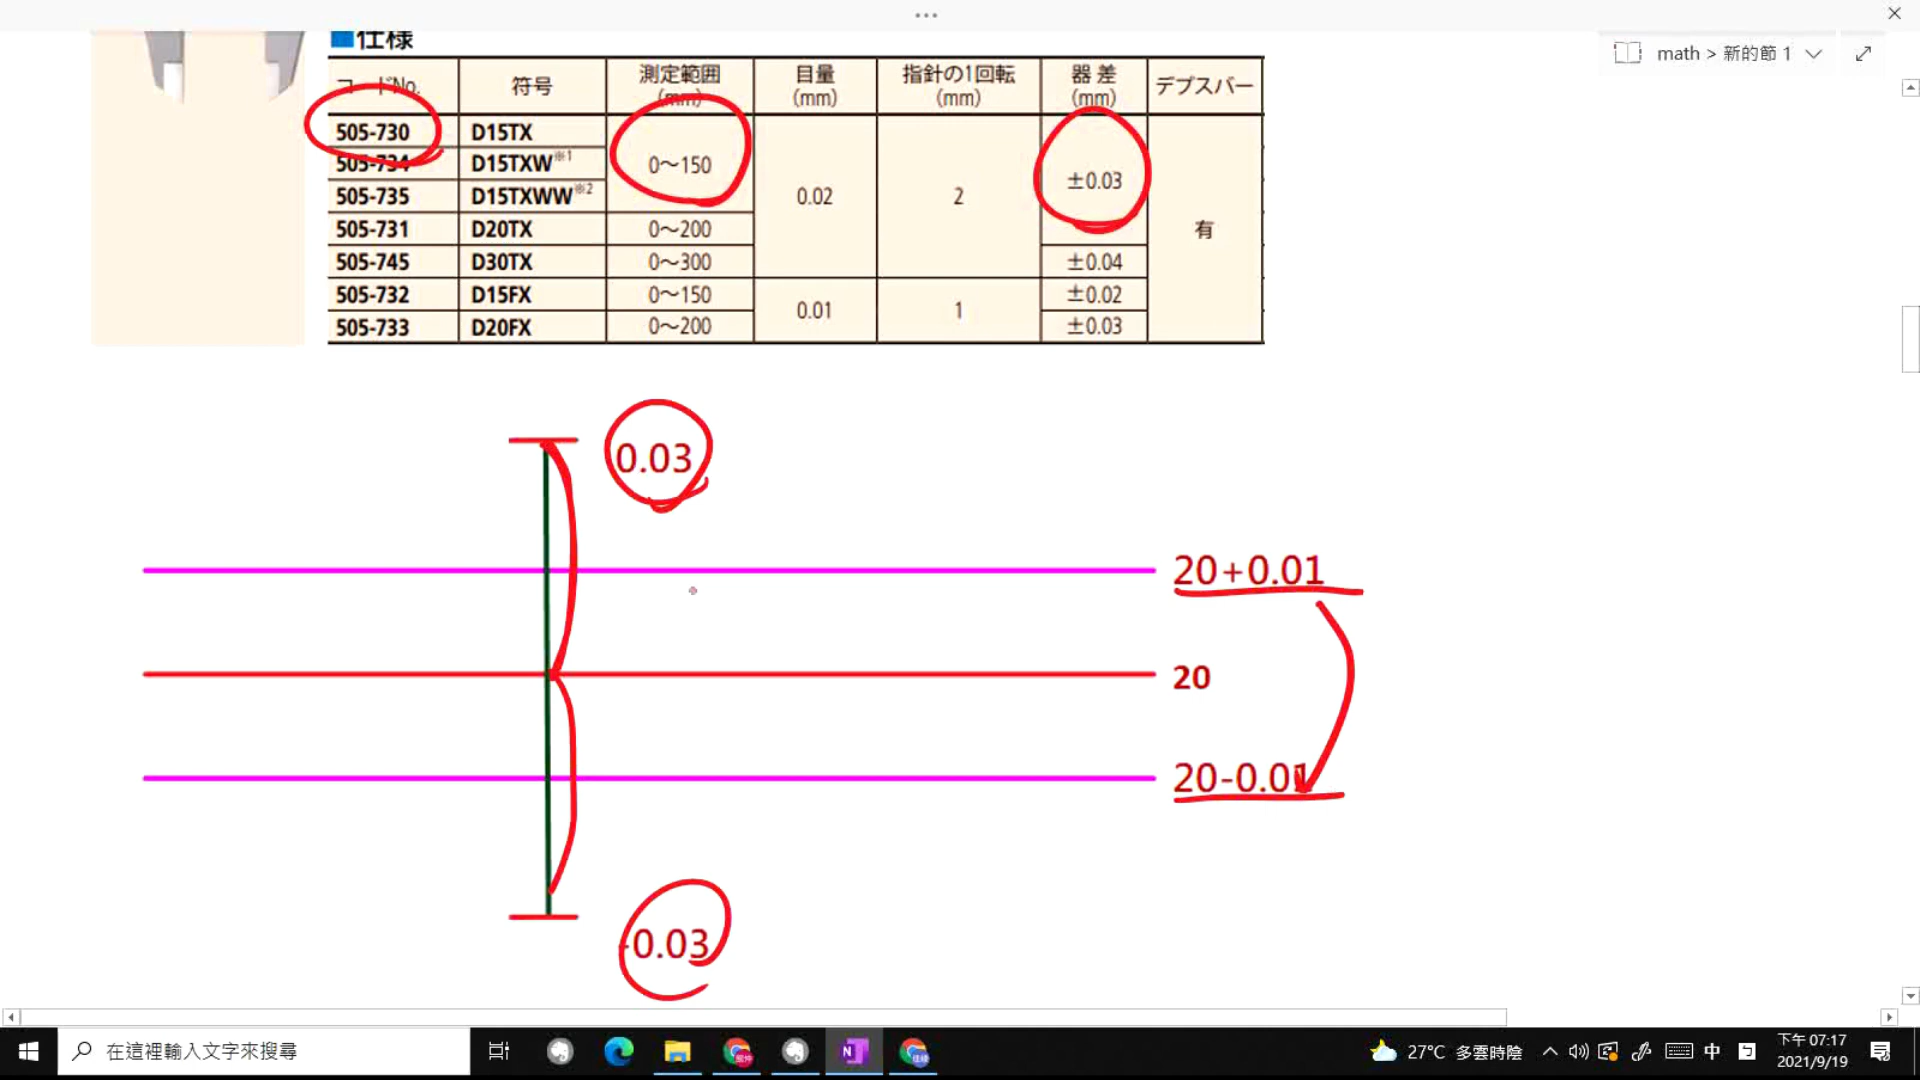 math > 新的節 1
■仕様
コードNo. 符号 測定範囲 (mm) 目量 (mm) 指針の1回転 (mm) 器差 (mm) デプスバー
505-730 D15TX 0〜150 0.02 2 ±0.03 有
505-734 D15TXW※1
505-735 D15TXWW※2
505-731 D20TX 0〜200
505-745 D30TX 0〜300 ±0.04
505-732 D15FX 0〜150 0.01 1 ±0.02
505-733 D20FX 0〜200 ±0.03
0.03
20+0.01
20
20-0.01
-0.03
在這裡輸入文字來搜尋
27°C 多雲時陰
中
下午 07:17
2021/9/19